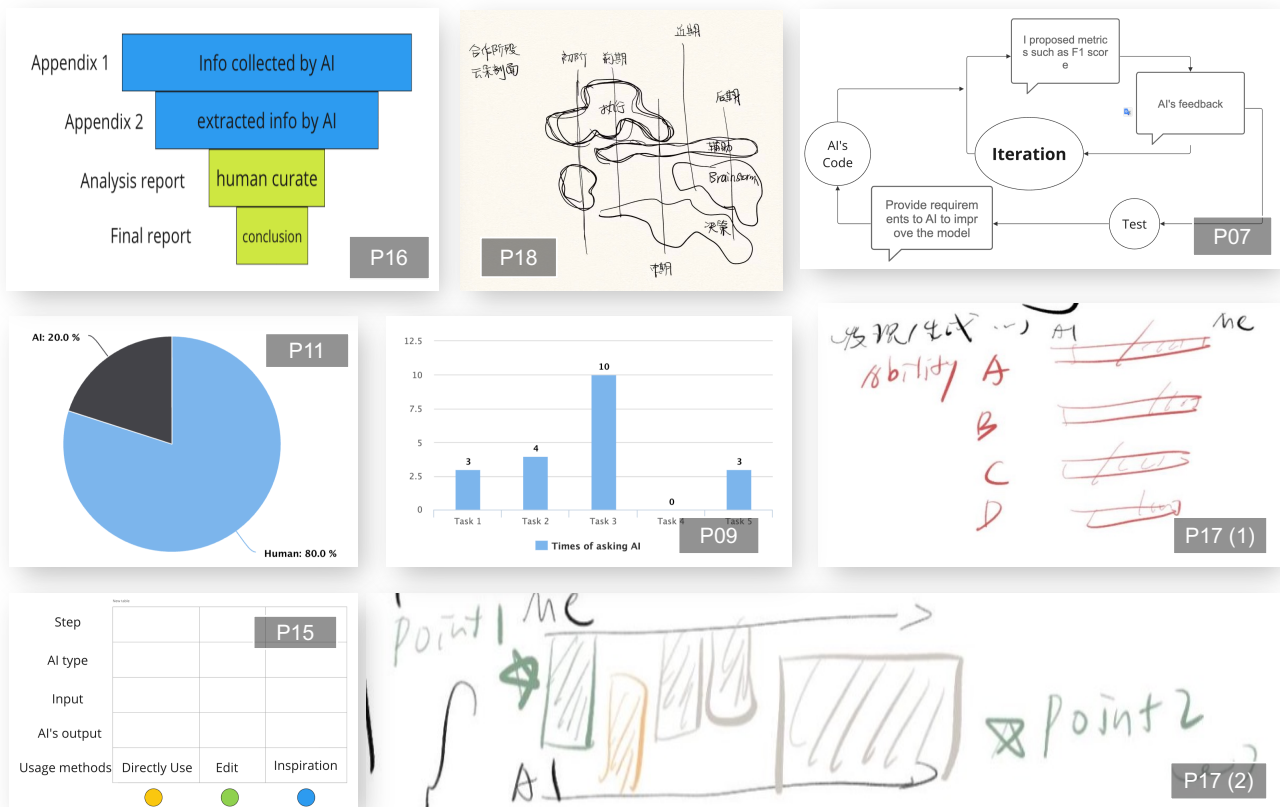 Appendix 1
Info collected by AI
Appendix 2
extracted info by AI
Analysis report
human curate
Final report
conclusion
P16
合作阶段
云朵剖面
初阶
前期
近期
后期
执行
辅助
Brainstorm
决策
中期
P18
I proposed metric
s such as F1 scor
e
AI's feedback
AI's
Code
Iteration
Provide requirem
ents to AI to impr
ove the model
Test
P07
AI: 20.0 %
Human: 80.0 %
P11
12.5
10
7.5
5
2.5
0
3
4
10
0
3
Task 1
Task 2
Task 3
Task 4
Task 5
Times of asking AI
P09
发现/生成 ...)
AI
Me
Ability
A
B
C
D
P17 (1)
Step
AI type
Input
AI's output
Usage methods
Directly Use
Edit
Inspiration
P15
Point 1
Me
AI
Point 2
P17 (2)